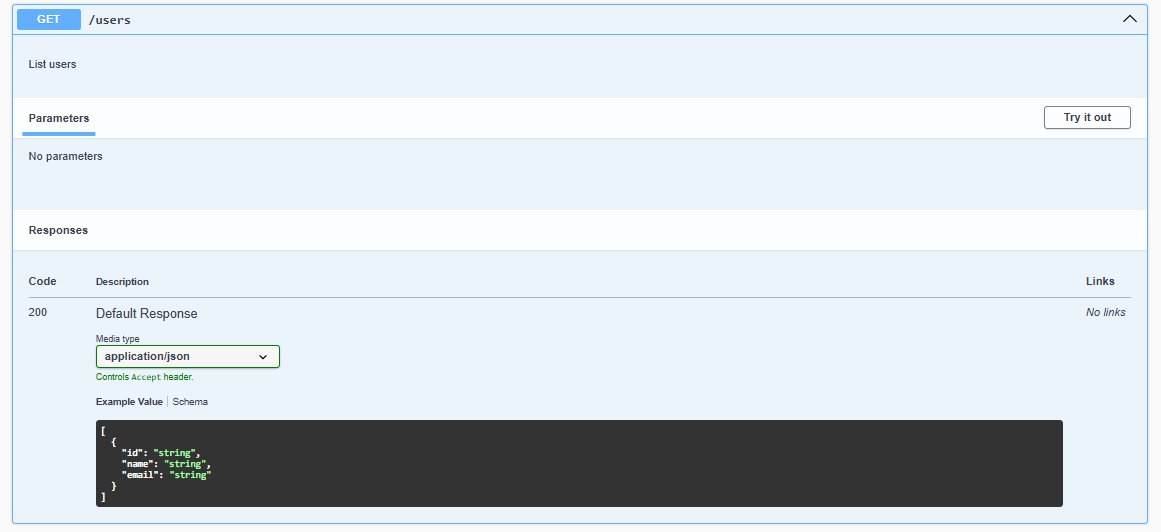 GET /users
List users
Parameters
Try it out
No parameters
Responses
Code Description Links
200 Default Response No links
Media type
application/json
Controls Accept header.
Example Value Schema
[
  {
    "id": "string",
    "name": "string",
    "email": "string"
  }
]